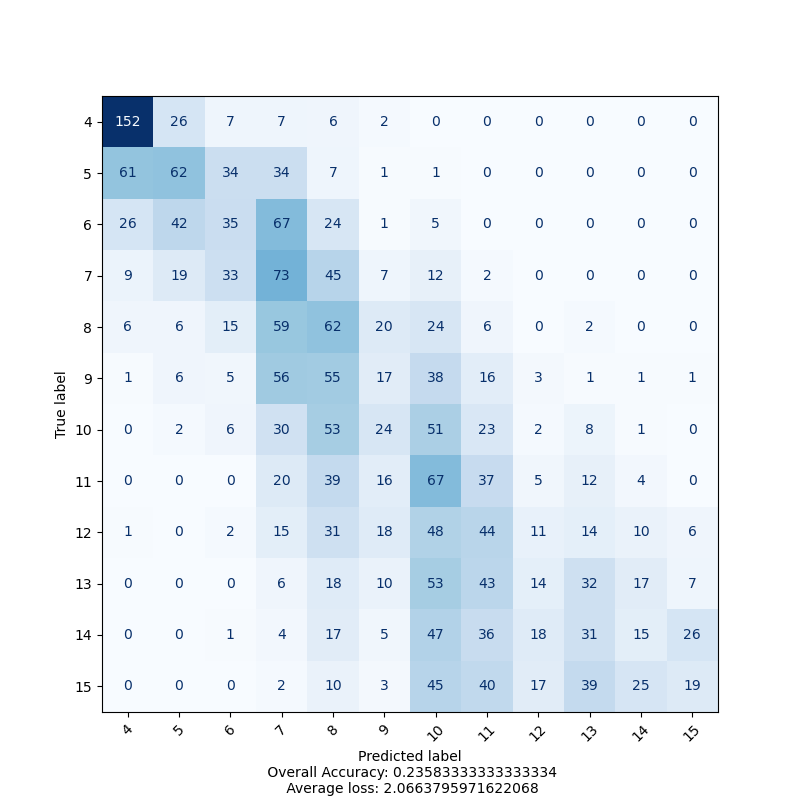 4 152 26 7 7 6 2 0 0 0 0 0 0
5 61 62 34 34 7 1 1 0 0 0 0 0
6 26 42 35 67 24 1 5 0 0 0 0 0
7 9 19 33 73 45 7 12 2 0 0 0 0
8 6 6 15 59 62 20 24 6 0 2 0 0
9 1 6 5 56 55 17 38 16 3 1 1 1
True label
10 0 2 6 30 53 24 51 23 2 8 1 0
11 0 0 0 20 39 16 67 37 5 12 4 0
12 1 0 2 15 31 18 48 44 11 14 10 6
13 0 0 0 6 18 10 53 43 14 32 17 7
14 0 0 1 4 17 5 47 36 18 31 15 26
15 0 0 0 2 10 3 45 40 17 39 25 19
4 5 6 7 8 9 10 11 12 13 14 15
Predicted label
Overall Accuracy: 0.23583333333333334
Average loss: 2.0663795971622068